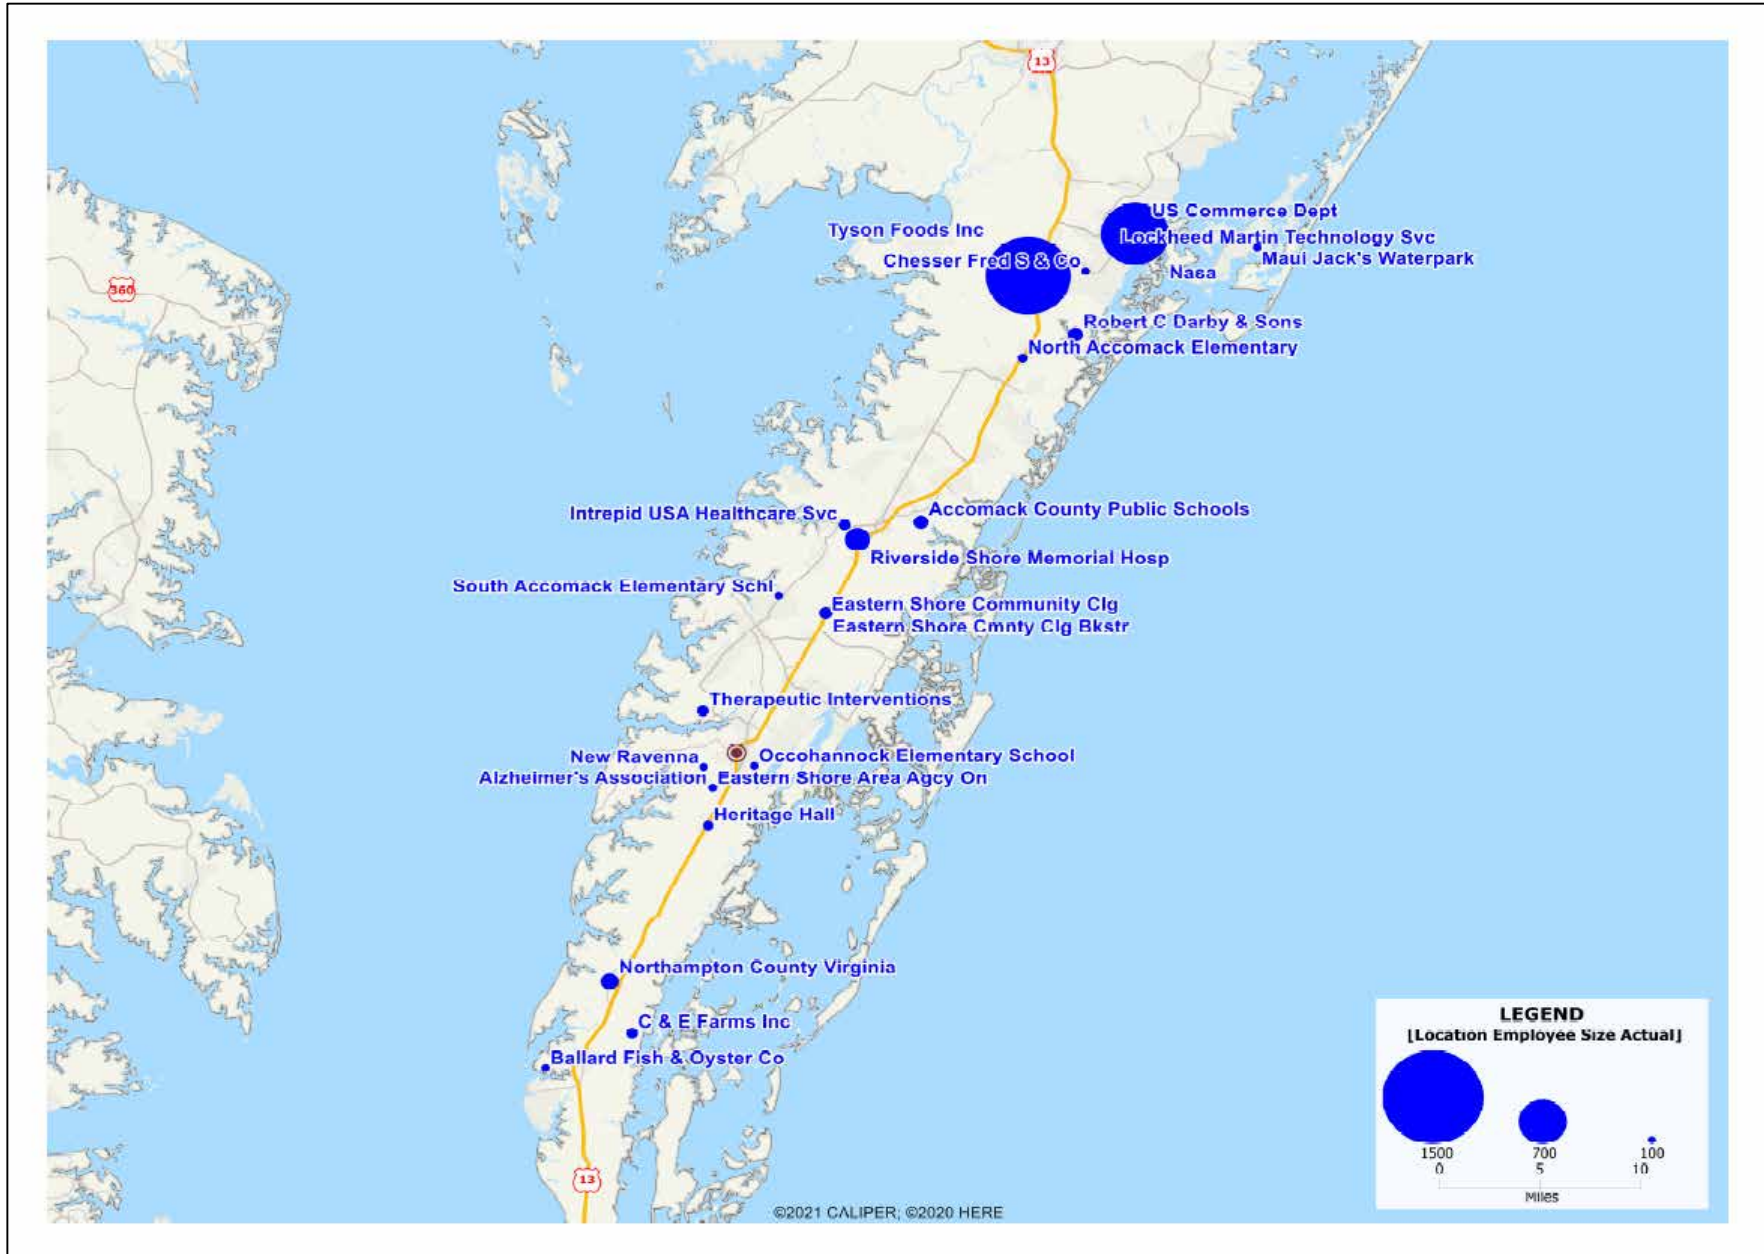 13
US Commerce Dept
Tyson Foods Inc
Lockheed Martin Technology Svc
Maui Jack's Waterpark
Chesser Fred S & Co
Nasa
360
Robert C Darby & Sons
North Accomack Elementary
Accomack County Public Schools
Intrepid USA Healthcare Svc
Riverside Shore Memorial Hosp
South Accomack Elementary Schl
Eastern Shore Community Clg
Eastern Shore Cmnty Clg Bkstr
Therapeutic Interventions
New Ravenna
Occohannock Elementary School
Alzheimer's Association
Eastern Shore Area Agcy On
Heritage Hall
Northampton County Virginia
C & E Farms Inc
Ballard Fish & Oyster Co
13
LEGEND
[Location Employee Size Actual]
1500 700 100
0 5 10
Miles
©2021 CALIPER; ©2020 HERE